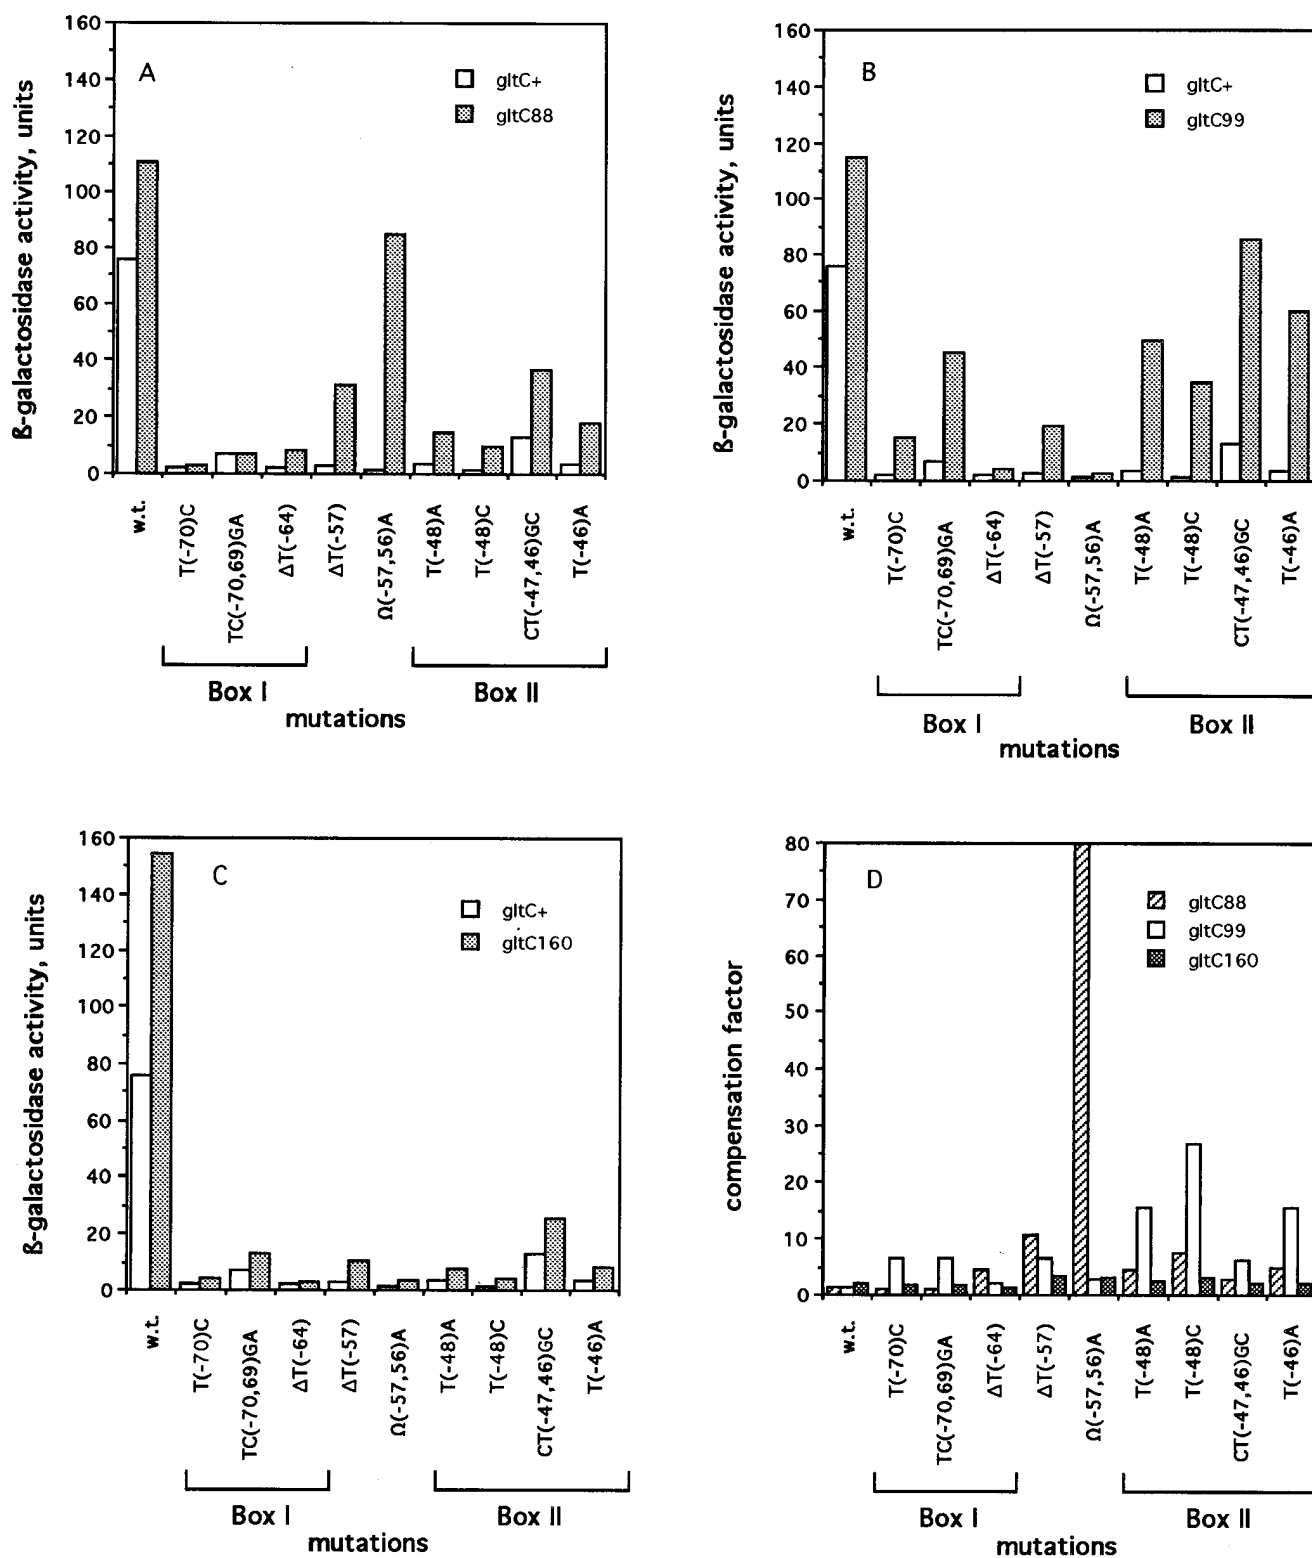 A
ß-galactosidase activity, units
160
140
120
100
80
60
40
20
0
gltC+
gltC88
w.t.
T(-70)C
TC(-70,69)GA
ΔT(-64)
ΔT(-57)
Ω(-57,56)A
T(-48)A
T(-48)C
CT(-47,46)GC
T(-46)A
Box I
Box II
mutations
B
ß-galactosidase activity, units
160
140
120
100
80
60
40
20
0
gltC+
gltC99
w.t.
T(-70)C
TC(-70,69)GA
ΔT(-64)
ΔT(-57)
Ω(-57,56)A
T(-48)A
T(-48)C
CT(-47,46)GC
T(-46)A
Box I
Box II
mutations
C
ß-galactosidase activity, units
160
140
120
100
80
60
40
20
0
gltC+
gltC160
w.t.
T(-70)C
TC(-70,69)GA
ΔT(-64)
ΔT(-57)
Ω(-57,56)A
T(-48)A
T(-48)C
CT(-47,46)GC
T(-46)A
Box I
Box II
mutations
D
compensation factor
80
70
60
50
40
30
20
10
0
gltC88
gltC99
gltC160
w.t.
T(-70)C
TC(-70,69)GA
ΔT(-64)
ΔT(-57)
Ω(-57,56)A
T(-48)A
T(-48)C
CT(-47,46)GC
T(-46)A
Box I
Box II
mutations